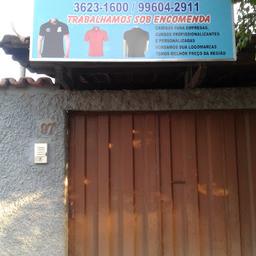 3623-1600 / 99604-2911
TRABALHAMOS SOB ENCOMENDA
CAMISAS PARA EMPRESAS,
CURSOS PROFISSIONALIZANTES
E PERSONALIZADAS
BORDAMOS SUA LOGOMARCAS
TEMOS MELHOR PREÇO DA REGIÃO
97